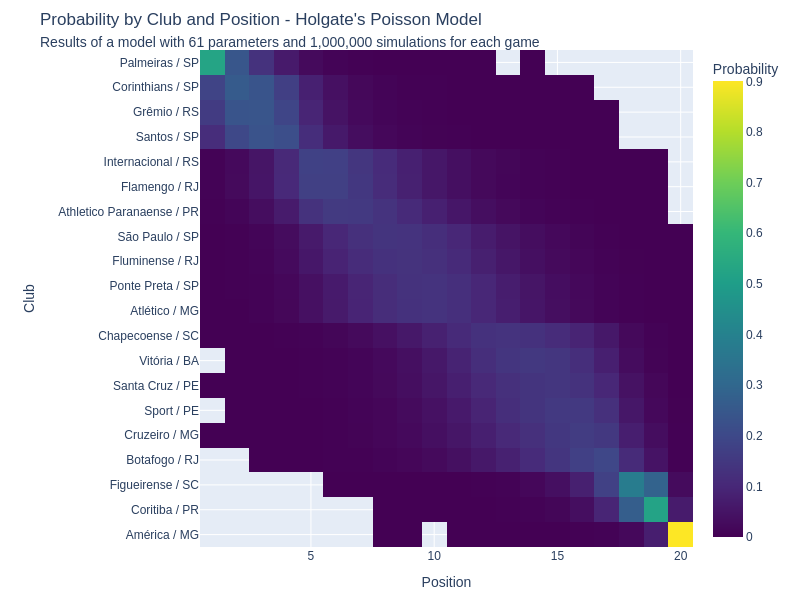 Probability by Club and Position - Holgate's Poisson Model
Results of a model with 61 parameters and 1,000,000 simulations for each game
Probability
Palmeiras / SP
Corinthians / SP
Grêmio / RS
Santos / SP
Internacional / RS
Flamengo / RJ
Athletico Paranaense / PR
São Paulo / SP
Fluminense / RJ
Ponte Preta / SP
Atlético / MG
Chapecoense / SC
Vitória / BA
Santa Cruz / PE
Sport / PE
Cruzeiro / MG
Botafogo / RJ
Figueirense / SC
Coritiba / PR
América / MG
Club
5
10
15
20
Position
0.9
0.8
0.7
0.6
0.5
0.4
0.3
0.2
0.1
0